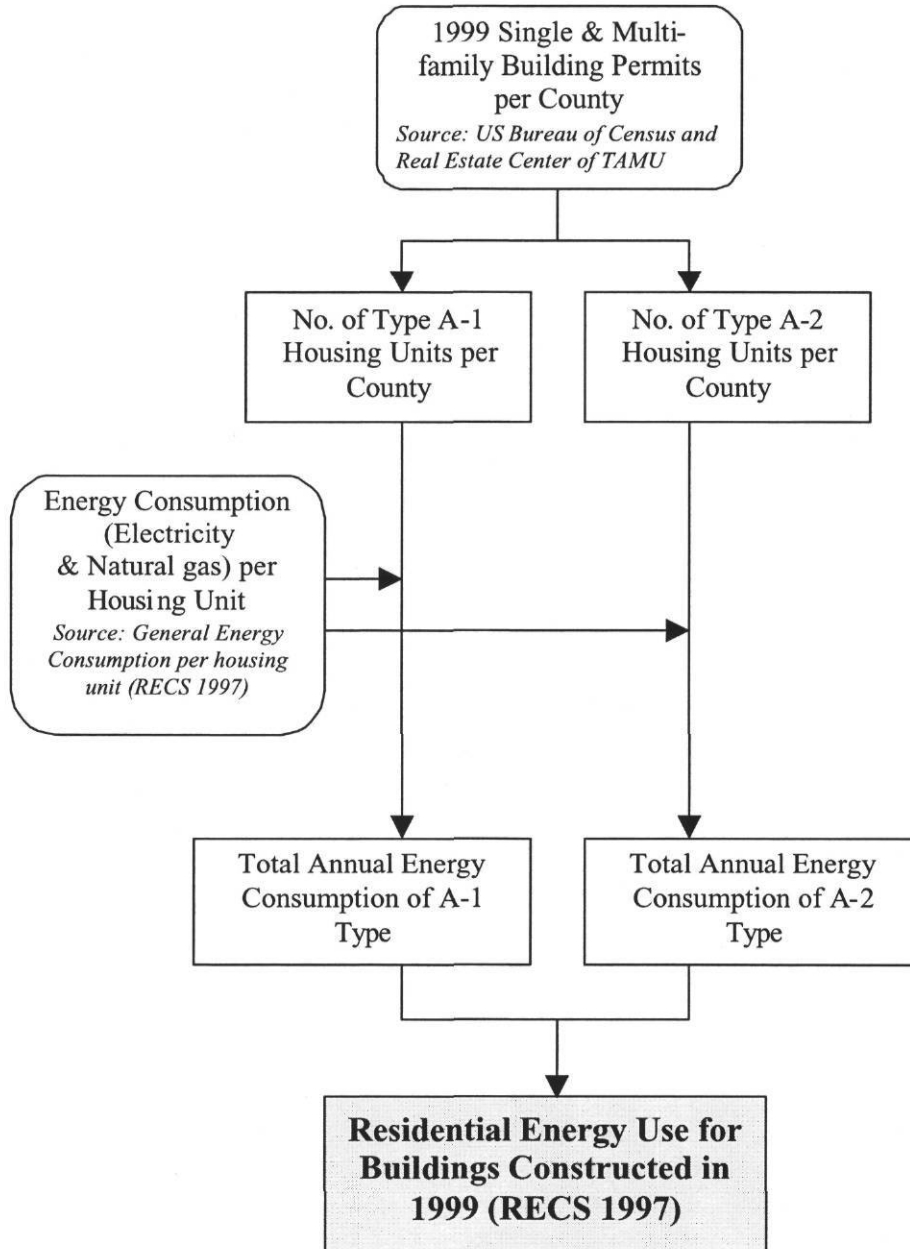 1999 Single & Multi-
family Building Permits
per County
Source: US Bureau of Census and
Real Estate Center of TAMU
No. of Type A-1
Housing Units per
County
No. of Type A-2
Housing Units per
County
Energy Consumption
(Electricity
& Natural gas) per
Housing Unit
Source: General Energy
Consumption per housing
unit (RECS 1997)
Total Annual Energy
Consumption of A-1
Type
Total Annual Energy
Consumption of A-2
Type
Residential Energy Use for
Buildings Constructed in
1999 (RECS 1997)